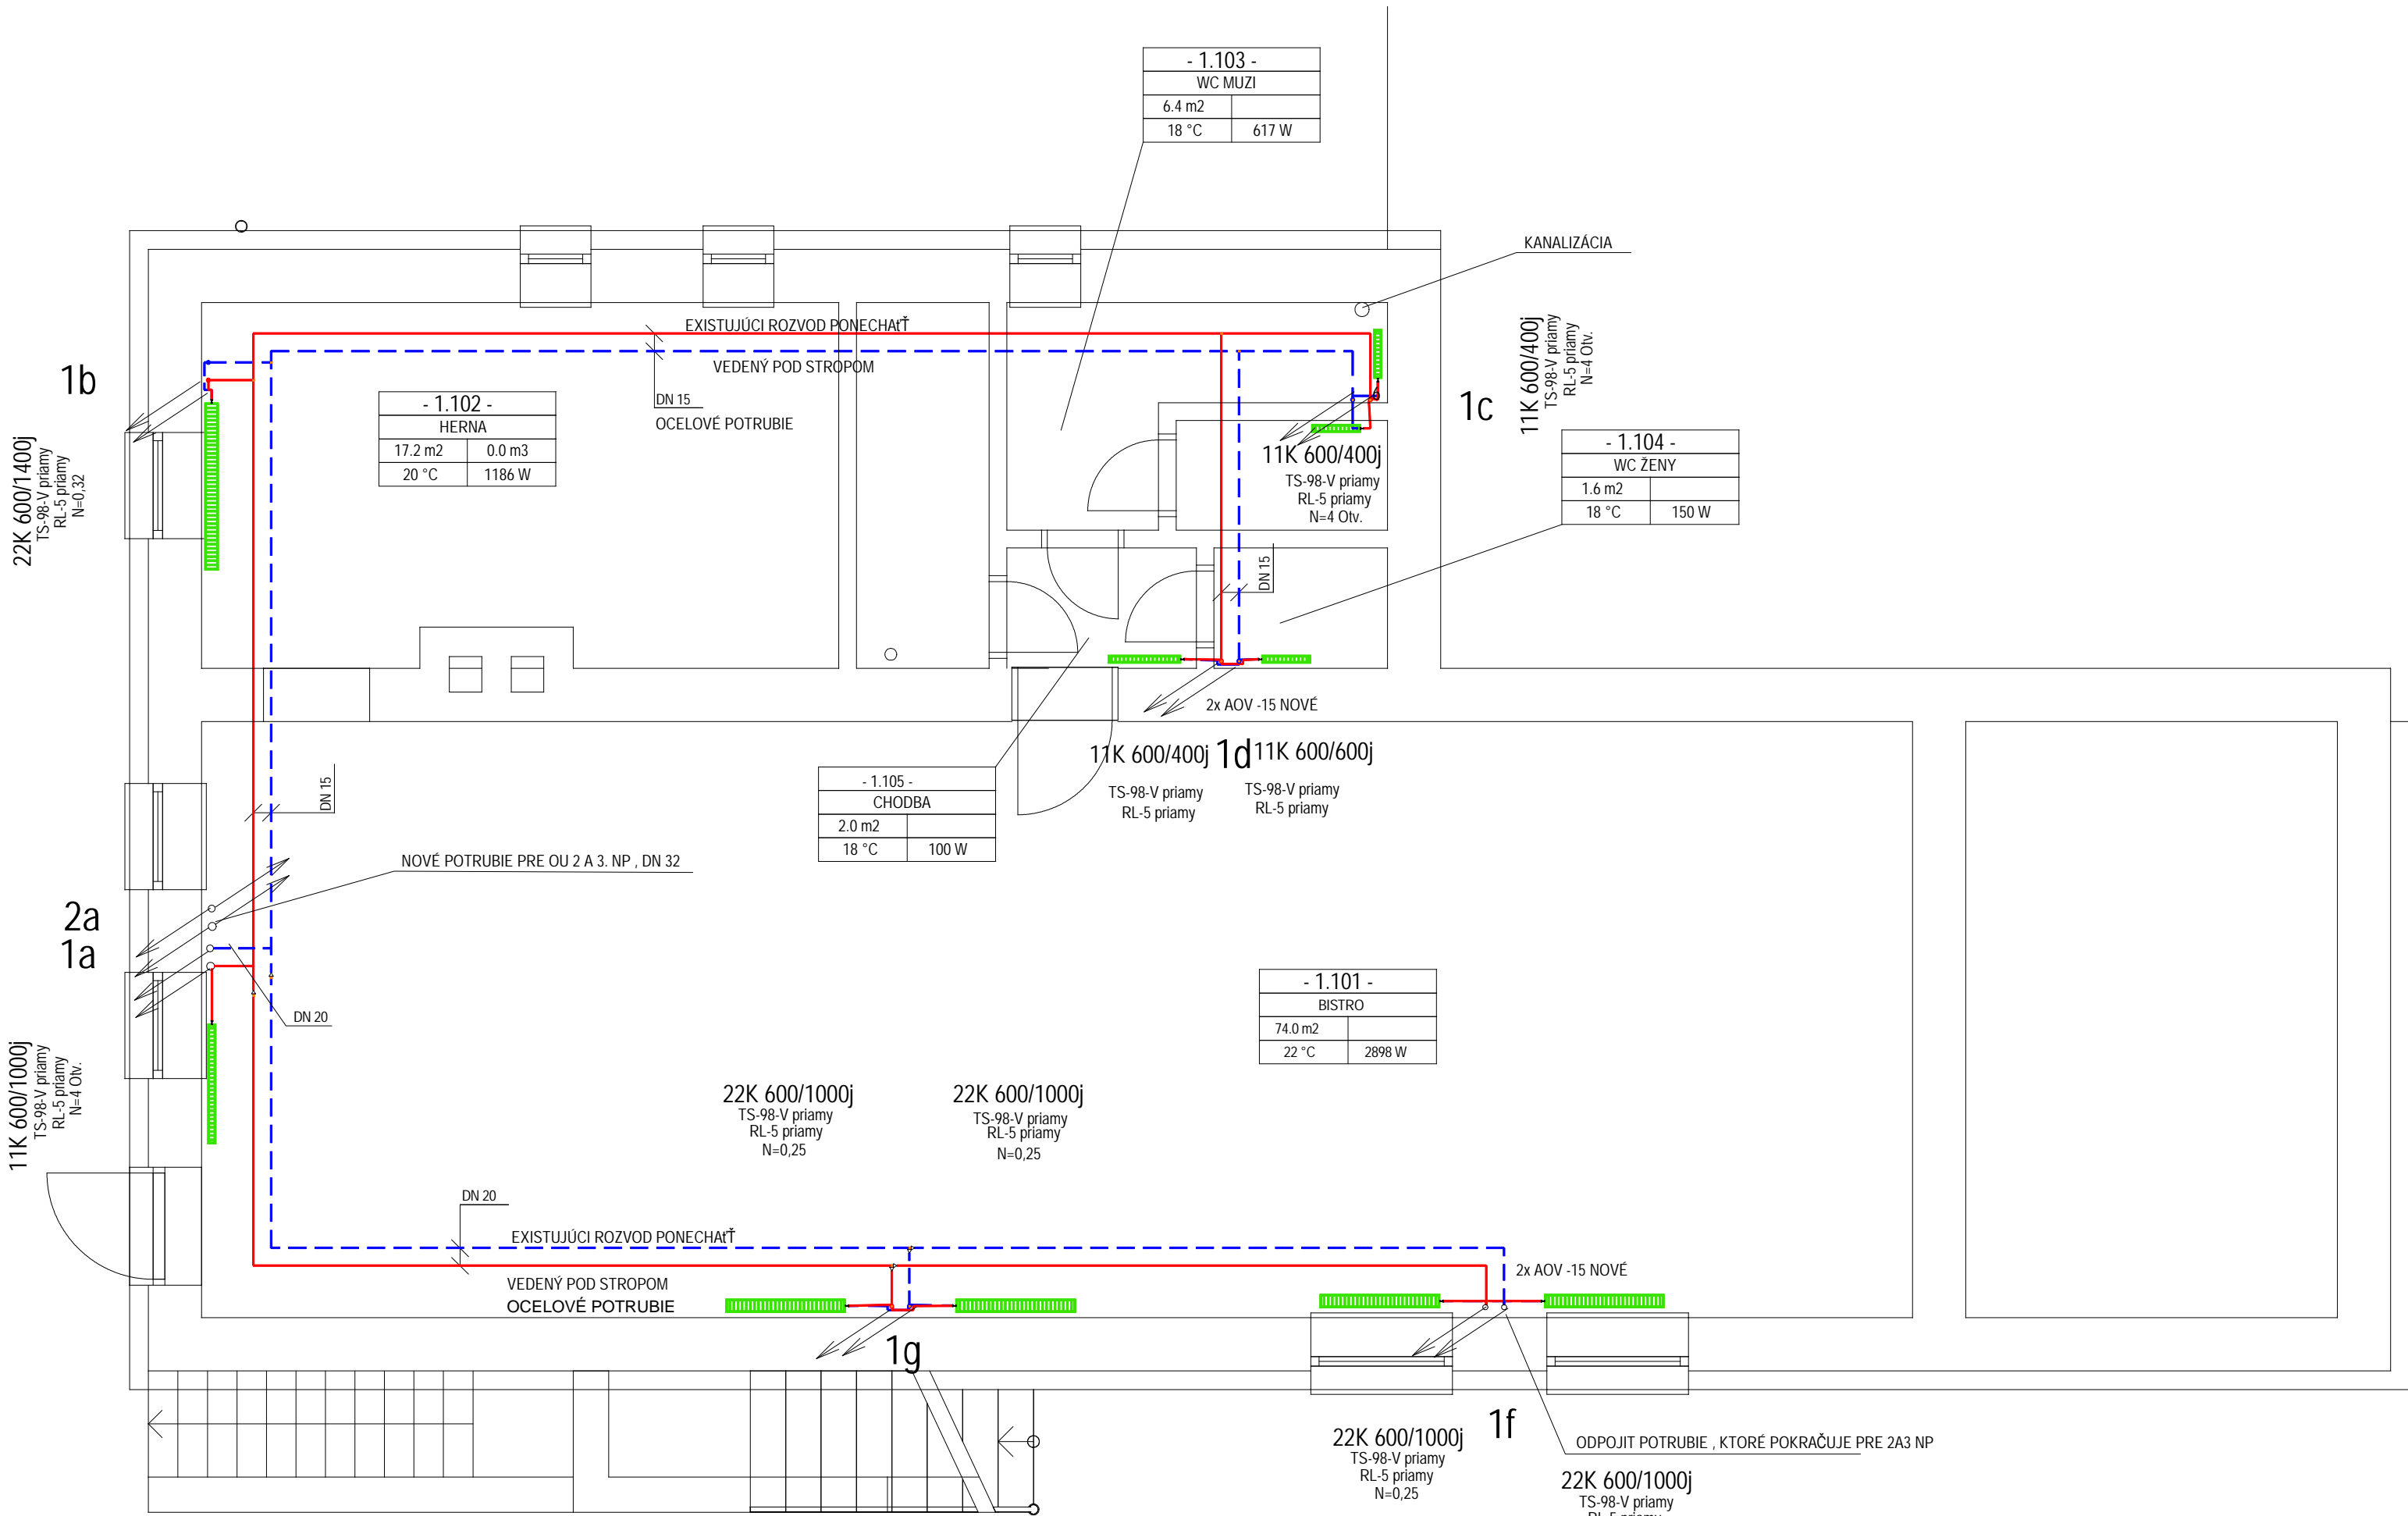 - 1.103 -
WC MUZI
6.4 m2
18 °C 617 W
KANALIZÁCIA
EXISTUJÚCI ROZVOD PONECHAťŤ
VEDENÝ POD STROPOM
DN 15
OCELOVÉ POTRUBIE
1b
22K 600/1400j
TS-98-V priamy
RL-5 priamy
N=0,32
- 1.102 -
HERNA
17.2 m2 0.0 m3
20 °C 1186 W
1c
11K 600/400j
TS-98-V priamy
RL-5 priamy
N=4 Otv.
11K 600/400j
TS-98-V priamy
RL-5 priamy
N=4 Otv.
- 1.104 -
WC ŽENY
1.6 m2
18 °C 150 W
DN 15
2x AOV -15 NOVÉ
11K 600/400j
TS-98-V priamy
RL-5 priamy
1d
11K 600/600j
TS-98-V priamy
RL-5 priamy
- 1.105 -
CHODBA
2.0 m2
18 °C 100 W
DN 15
NOVÉ POTRUBIE PRE OU 2 A 3. NP , DN 32
2a
1a
DN 20
11K 600/1000j
TS-98-V priamy
RL-5 priamy
N=4 Otv.
- 1.101 -
BISTRO
74.0 m2
22 °C 2898 W
22K 600/1000j
TS-98-V priamy
RL-5 priamy
N=0,25
22K 600/1000j
TS-98-V priamy
RL-5 priamy
N=0,25
DN 20
EXISTUJÚCI ROZVOD PONECHAťŤ
VEDENÝ POD STROPOM
OCELOVÉ POTRUBIE
2x AOV -15 NOVÉ
1g
1f
22K 600/1000j
TS-98-V priamy
RL-5 priamy
N=0,25
ODPOJIT POTRUBIE , KTORÉ POKRAČUJE PRE 2A3 NP
22K 600/1000j
TS-98-V priamy
RL-5 priamy